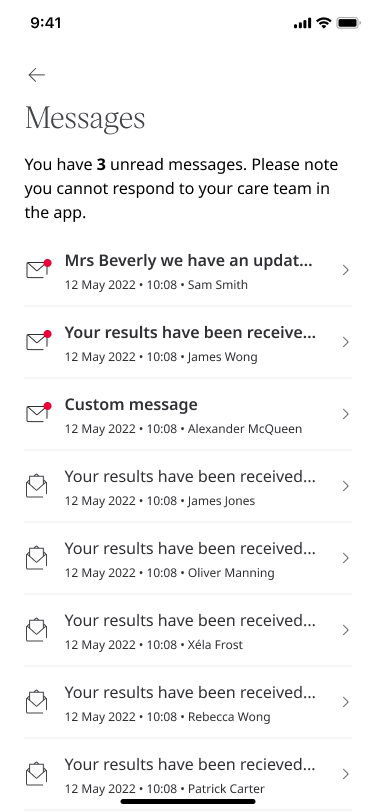 9:41
Messages
You have 3 unread messages. Please note
you cannot respond to your care team in
the app.
Mrs Beverly we have an updat...
12 May 2022 • 10:08 • Sam Smith
Your results have been receive...
12 May 2022 • 10:08 • James Wong
Custom message
12 May 2022 • 10:08 • Alexander McQueen
Your results have been received...
12 May 2022 • 10:08 • James Jones
Your results have been received...
12 May 2022 • 10:08 • Oliver Manning
Your results have been received...
12 May 2022 • 10:08 • Xéla Frost
Your results have been received...
12 May 2022 • 10:08 • Rebecca Wong
Your results have been recieved...
12 May 2022 • 10:08 • Patrick Carter